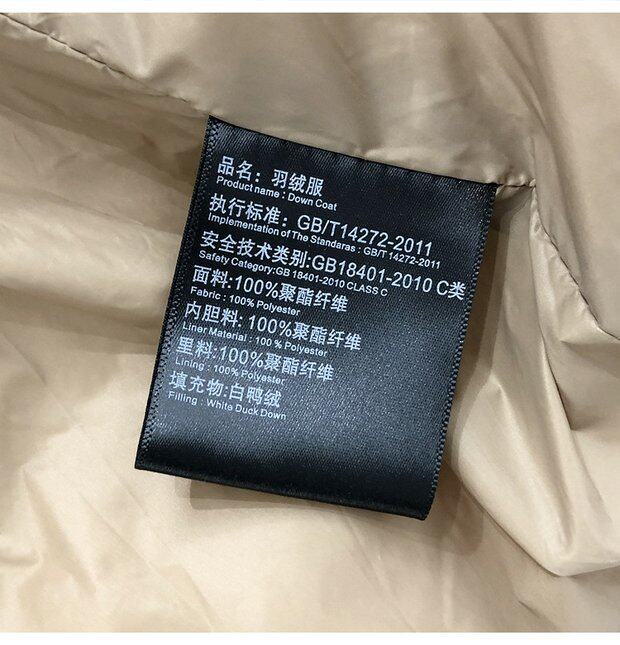 品名：羽绒服
Product name : Down Coat
执行标准：GB/T14272-2011
Implementation of The Standaras : GB/T 14272-2011
安全技术类别:GB18401-2010 C类
Safety Category:GB 18401-2010 CLASS C
面料:100%聚酯纤维
Fabric : 100% Polyester
内胆料:100%聚酯纤维
Liner Material : 100 % Polyester
里料:100%聚酯纤维
Lining: 100% Polyester
填充物:白鸭绒
Filling : White Duck Down